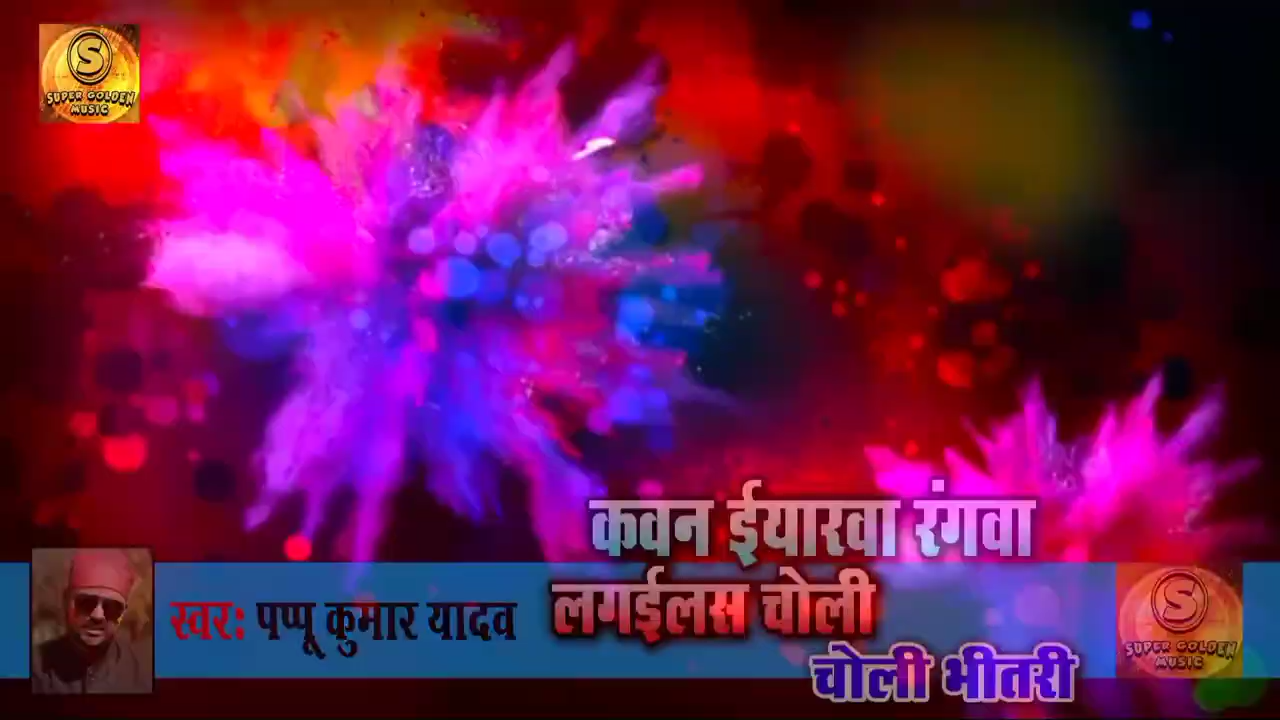 S
SUPER GOLDEN
MUSIC
कवन ईयारवा रंगवा
लगईलस चोली
चोली भीतरी
स्वर: पप्पू कुमार यादव
S
SUPER GOLDEN
MUSIC